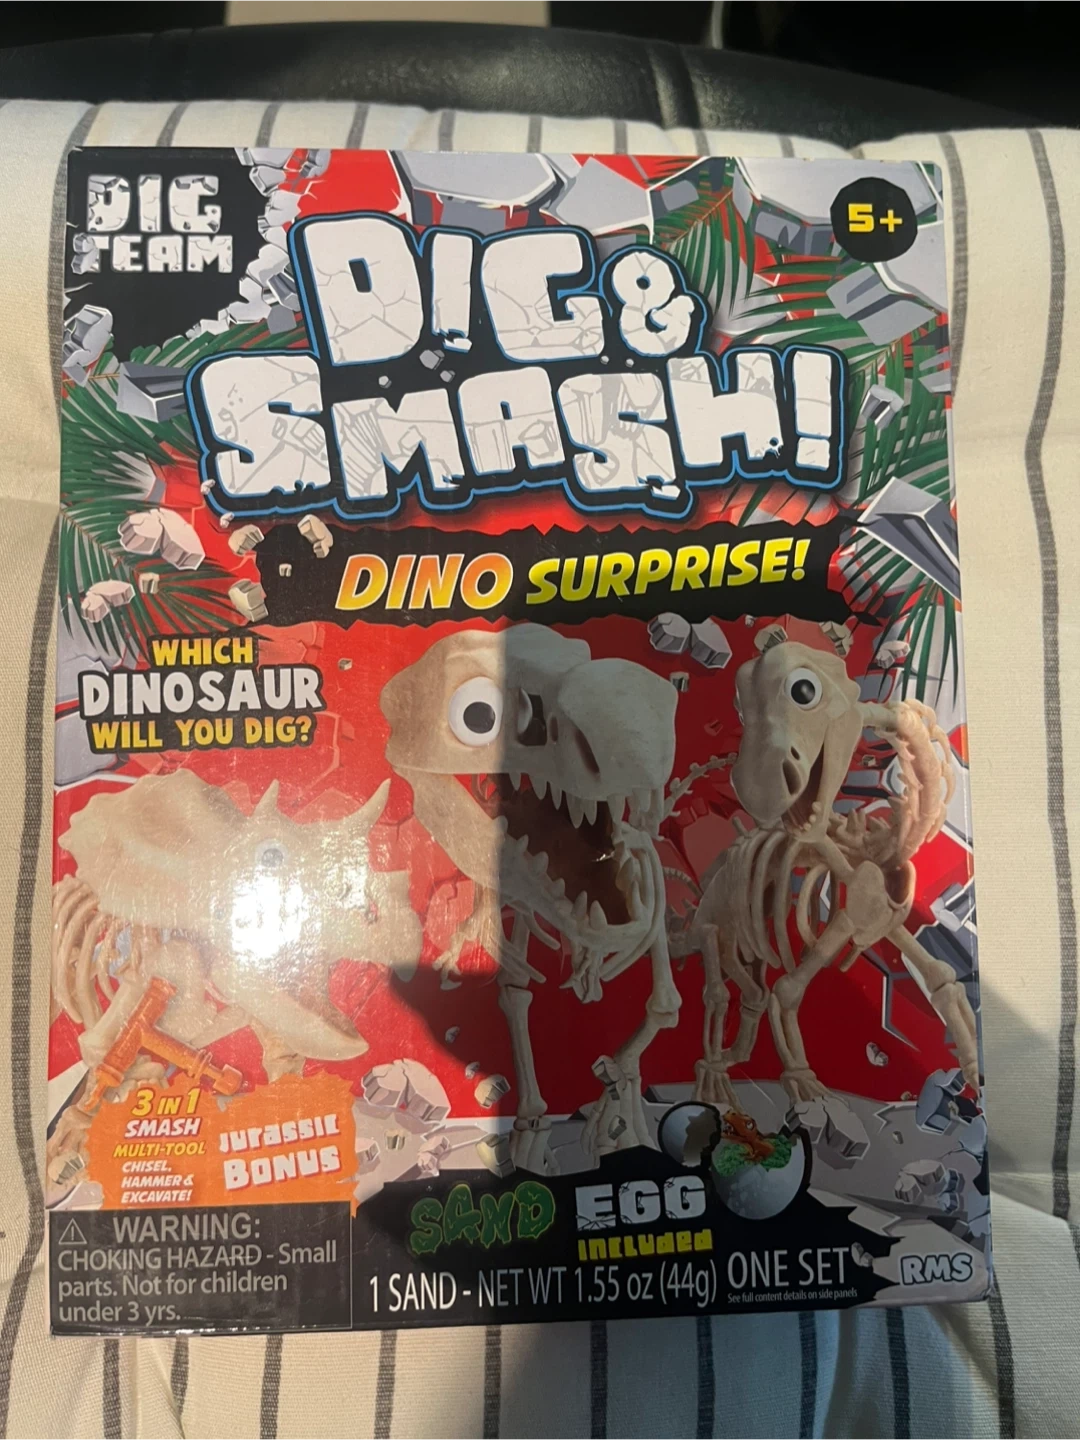 DIG
TEAM
5+
DIG &
SMASH!
DINO SURPRISE!
WHICH
DINOSAUR
WILL YOU DIG?
3 IN 1
SMASH
MULTI-TOOL
CHISEL,
HAMMER &
EXCAVATE!
JURASSIC
BONUS
SAND EGG
INCLUDED
WARNING:
CHOKING HAZARD - Small
parts. Not for children
under 3 yrs.
1 SAND - NET WT 1.55 oz (44g) ONE SET
See full content details on side panels
RMS